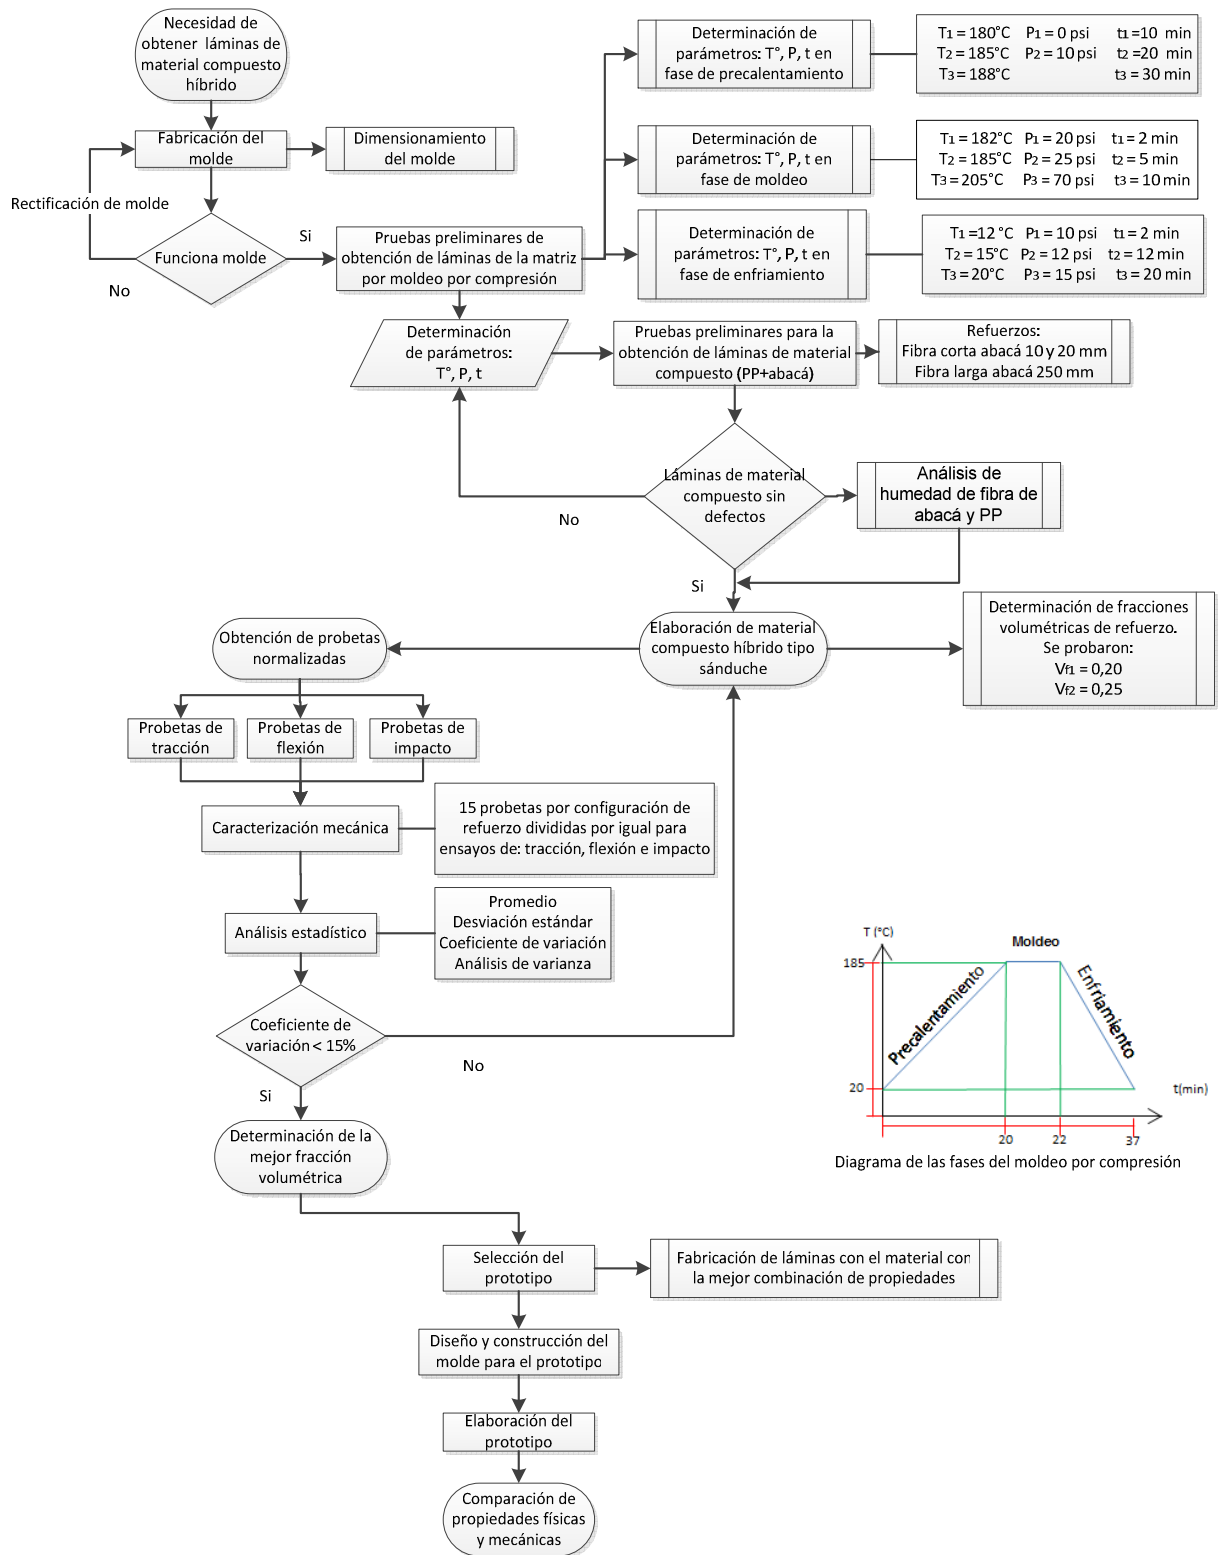 Necesidad de
obtener láminas de
material compuesto
híbrido
Fabricación del
molde
Dimensionamiento
del molde
Rectificación de molde
Funciona molde
Si
No
Pruebas preliminares de
obtención de láminas de la matriz
por moldeo por compresión
Determinación de
parámetros: T°, P, t en
fase de precalentamiento
T1 = 180°C P1 = 0 psi t1=10 min
T2 = 185°C P2 = 10 psi t2 =20 min
T3 = 188°C t3 = 30 min
Determinación de
parámetros: T°, P, t en
fase de moldeo
T1 = 182°C P1 = 20 psi t1 = 2 min
T2 = 185°C P2 = 25 psi t2 = 5 min
T3 = 205°C P3 = 70 psi t3 = 10 min
Determinación de
parámetros: T°, P, t en
fase de enfriamiento
T1 =12 °C P1 = 10 psi t1 = 2 min
T2 = 15°C P2 = 12 psi t2 = 12 min
T3 = 20°C P3 = 15 psi t3 = 20 min
Determinación
de parámetros:
T°, P, t
Pruebas preliminares para la
obtención de láminas de material
compuesto (PP+abacá)
Refuerzos:
Fibra corta abacá 10 y 20 mm
Fibra larga abacá 250 mm
Láminas de material
compuesto sin
defectos
No
Si
Análisis de
humedad de fibra de
abacá y PP
Elaboración de material
compuesto híbrido tipo
sánduche
Determinación de fracciones
volumétricas de refuerzo.
Se probaron:
Vf1 = 0,20
Vf2 = 0,25
Obtención de probetas
normalizadas
Probetas de
tracción
Probetas de
flexión
Probetas de
impacto
Caracterización mecánica
15 probetas por configuración de
refuerzo divididas por igual para
ensayos de: tracción, flexión e impacto
Análisis estadístico
Promedio
Desviación estándar
Coeficiente de variación
Análisis de varianza
Coeficiente de
variación < 15%
No
Si
Determinación de la
mejor fracción
volumétrica
T (°C)
185
20
Precalentamiento
Moldeo
Enfriamiento
t(min)
20
22
37
Diagrama de las fases del moldeo por compresión
Selección del
prototipo
Fabricación de láminas con el material con
la mejor combinación de propiedades
Diseño y construcción del
molde para el prototipo
Elaboración del
prototipo
Comparación de
propiedades físicas
y mecánicas